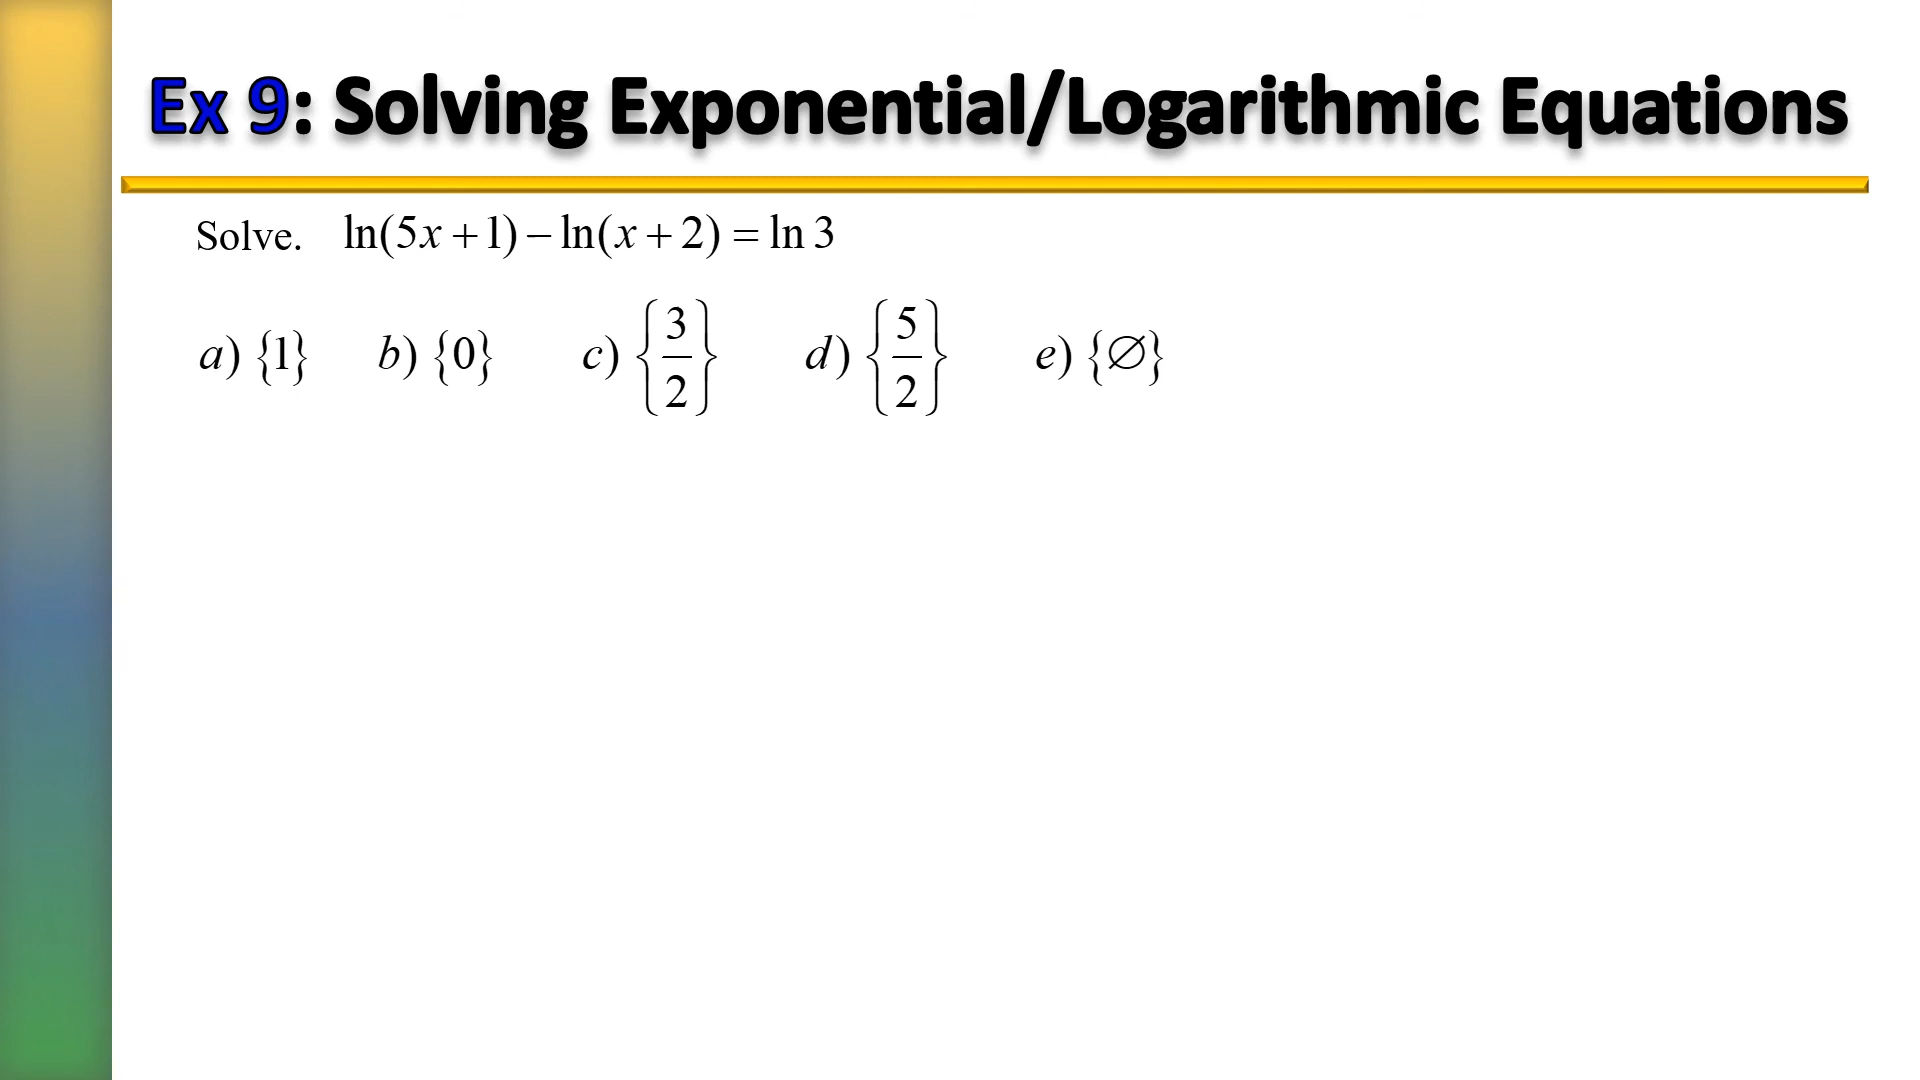 Ex 9: Solving Exponential/Logarithmic Equations
Solve. ln(5x + 1) − ln(x + 2) = ln 3
a) {1} b) {0} c) {3/2} d) {5/2} e) {∅}